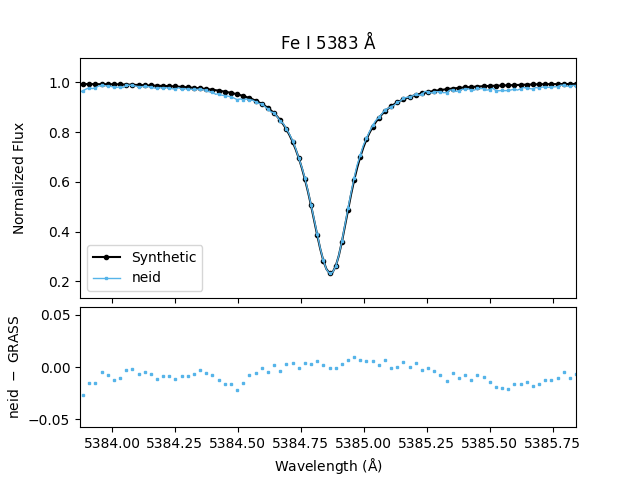 Fe I 5383 Å
Normalized Flux
1.0
0.8
0.6
0.4
0.2
Synthetic
neid
neid − GRASS
0.05
0.00
−0.05
5384.00 5384.25 5384.50 5384.75 5385.00 5385.25 5385.50 5385.75
Wavelength (Å)